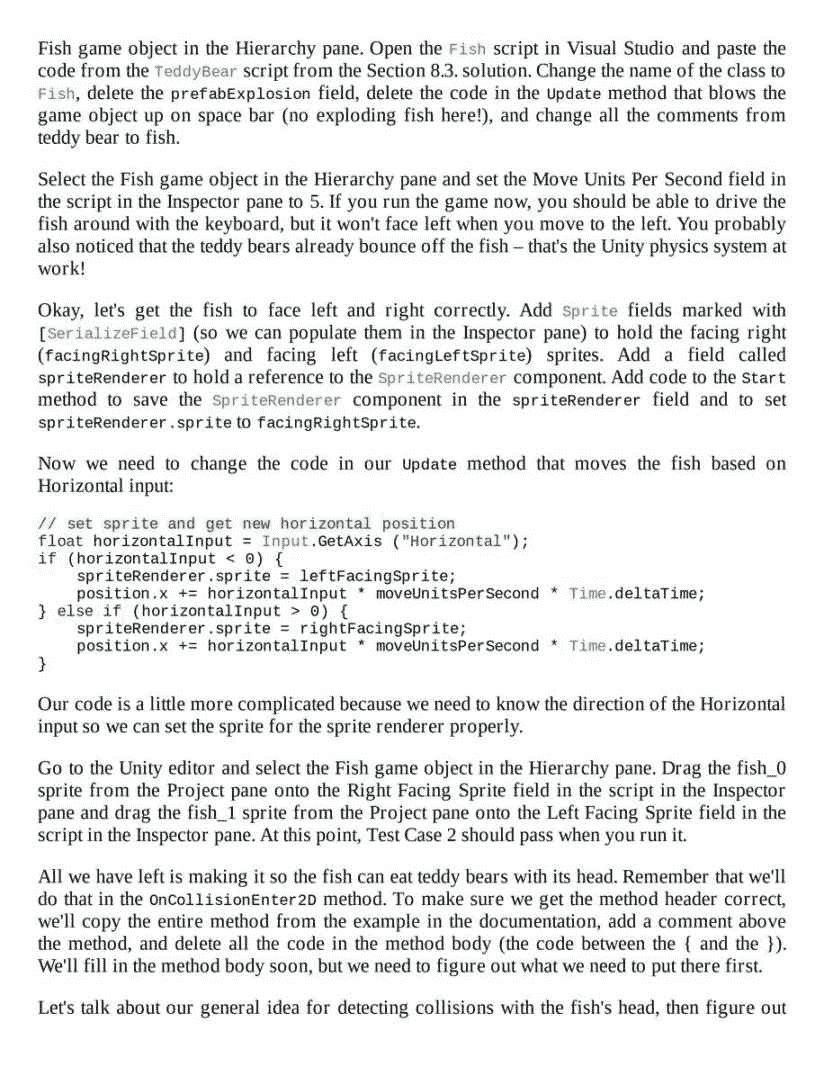 Fish game object in the Hierarchy pane. Open the Fish script in Visual Studio and paste the
code from the TeddyBear script from the Section 8.3. solution. Change the name of the class to
Fish, delete the prefabExplosion field, delete the code in the Update method that blows the
game object up on space bar (no exploding fish here!), and change all the comments from
teddy bear to fish.
Select the Fish game object in the Hierarchy pane and set the Move Units Per Second field in
the script in the Inspector pane to 5. If you run the game now, you should be able to drive the
fish around with the keyboard, but it won't face left when you move to the left. You probably
also noticed that the teddy bears already bounce off the fish – that's the Unity physics system at
work!
Okay, let's get the fish to face left and right correctly. Add Sprite fields marked with
[SerializeField] (so we can populate them in the Inspector pane) to hold the facing right
(facingRightSprite) and facing left (facingLeftSprite) sprites. Add a field called
spriteRenderer to hold a reference to the SpriteRenderer component. Add code to the Start
method to save the SpriteRenderer component in the spriteRenderer field and to set
spriteRenderer.sprite to facingRightSprite.
Now we need to change the code in our Update method that moves the fish based on
Horizontal input:
// set sprite and get new horizontal position
float horizontalInput = Input.GetAxis ("Horizontal");
if (horizontalInput < 0) {
    spriteRenderer.sprite = leftFacingSprite;
    position.x += horizontalInput * moveUnitsPerSecond * Time.deltaTime;
} else if (horizontalInput > 0) {
    spriteRenderer.sprite = rightFacingSprite;
    position.x += horizontalInput * moveUnitsPerSecond * Time.deltaTime;
}
Our code is a little more complicated because we need to know the direction of the Horizontal
input so we can set the sprite for the sprite renderer properly.
Go to the Unity editor and select the Fish game object in the Hierarchy pane. Drag the fish_0
sprite from the Project pane onto the Right Facing Sprite field in the script in the Inspector
pane and drag the fish_1 sprite from the Project pane onto the Left Facing Sprite field in the
script in the Inspector pane. At this point, Test Case 2 should pass when you run it.
All we have left is making it so the fish can eat teddy bears with its head. Remember that we'll
do that in the OnCollisionEnter2D method. To make sure we get the method header correct,
we'll copy the entire method from the example in the documentation, add a comment above
the method, and delete all the code in the method body (the code between the { and the }).
We'll fill in the method body soon, but we need to figure out what we need to put there first.
Let's talk about our general idea for detecting collisions with the fish's head, then figure out